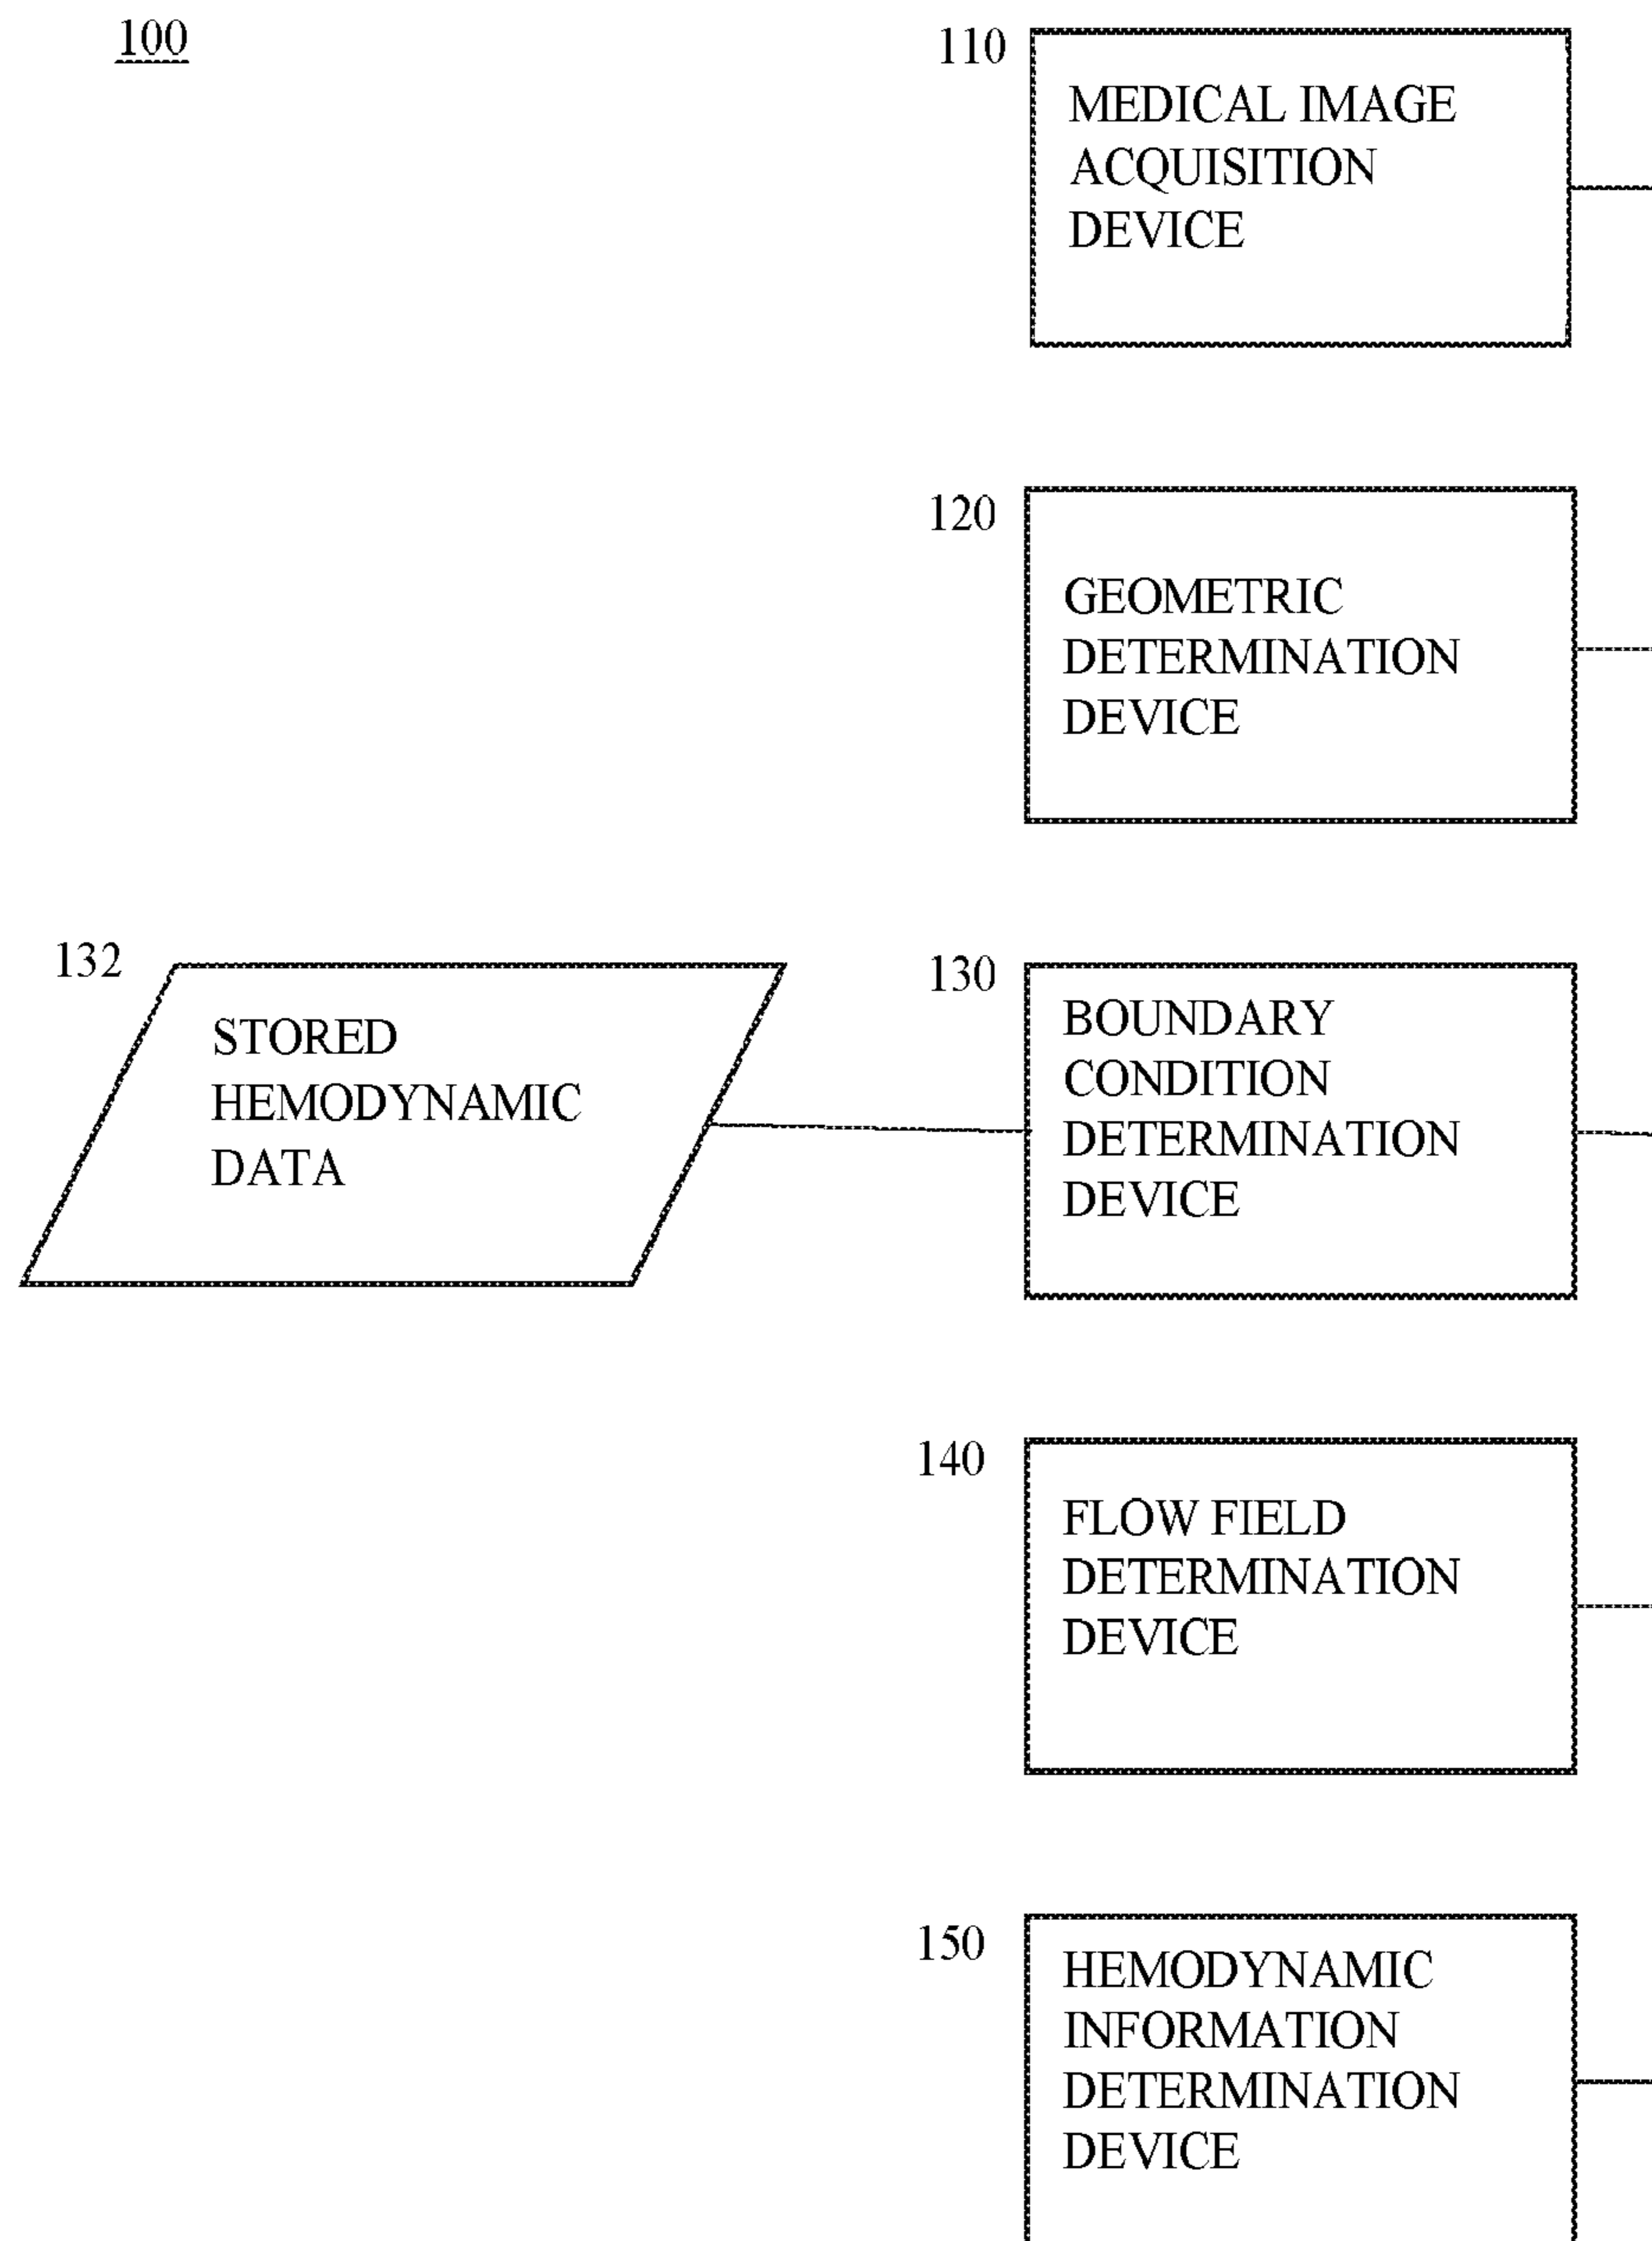 100
110
MEDICAL IMAGE
ACQUISITION
DEVICE
120
GEOMETRIC
DETERMINATION
DEVICE
132
STORED
HEMODYNAMIC
DATA
130
BOUNDARY
CONDITION
DETERMINATION
DEVICE
140
FLOW FIELD
DETERMINATION
DEVICE
150
HEMODYNAMIC
INFORMATION
DETERMINATION
DEVICE